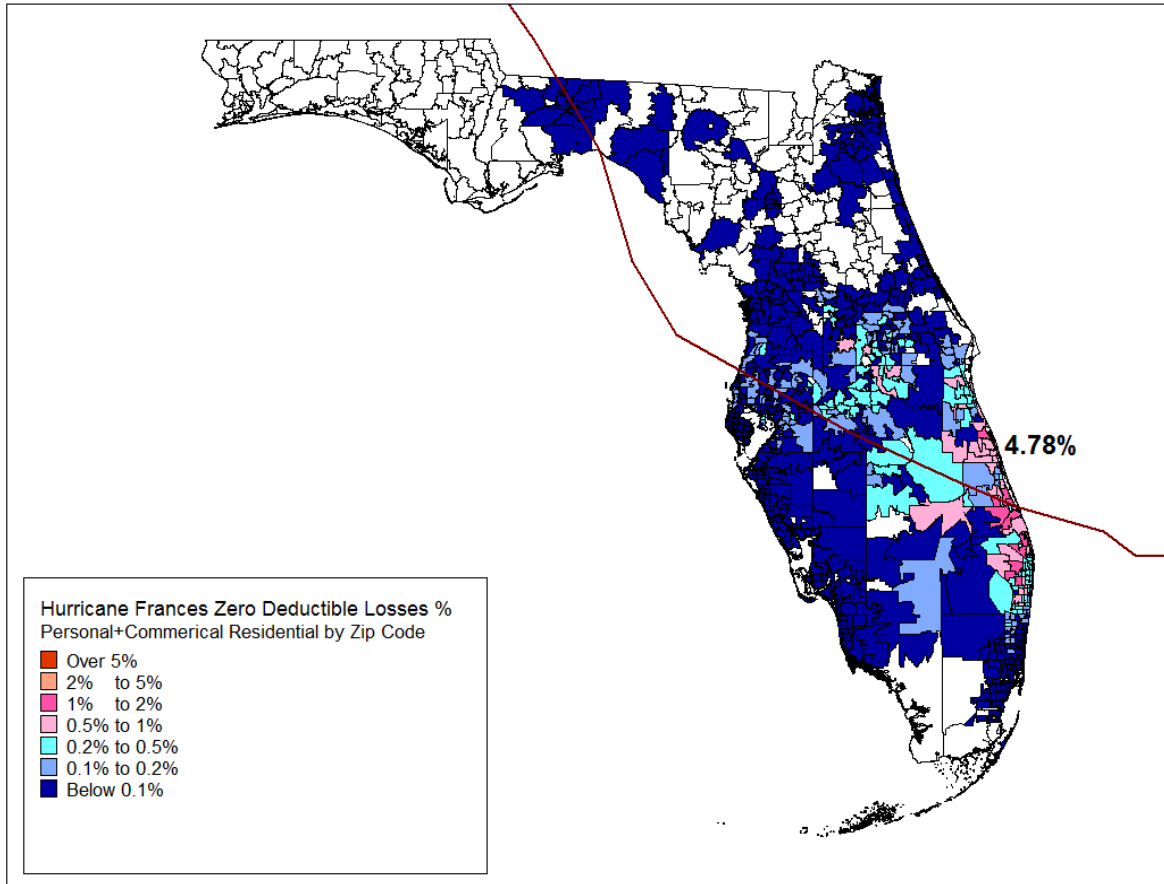 4.78%
Hurricane Frances Zero Deductible Losses %
Personal+Commerical Residential by Zip Code
Over 5%
2% to 5%
1% to 2%
0.5% to 1%
0.2% to 0.5%
0.1% to 0.2%
Below 0.1%